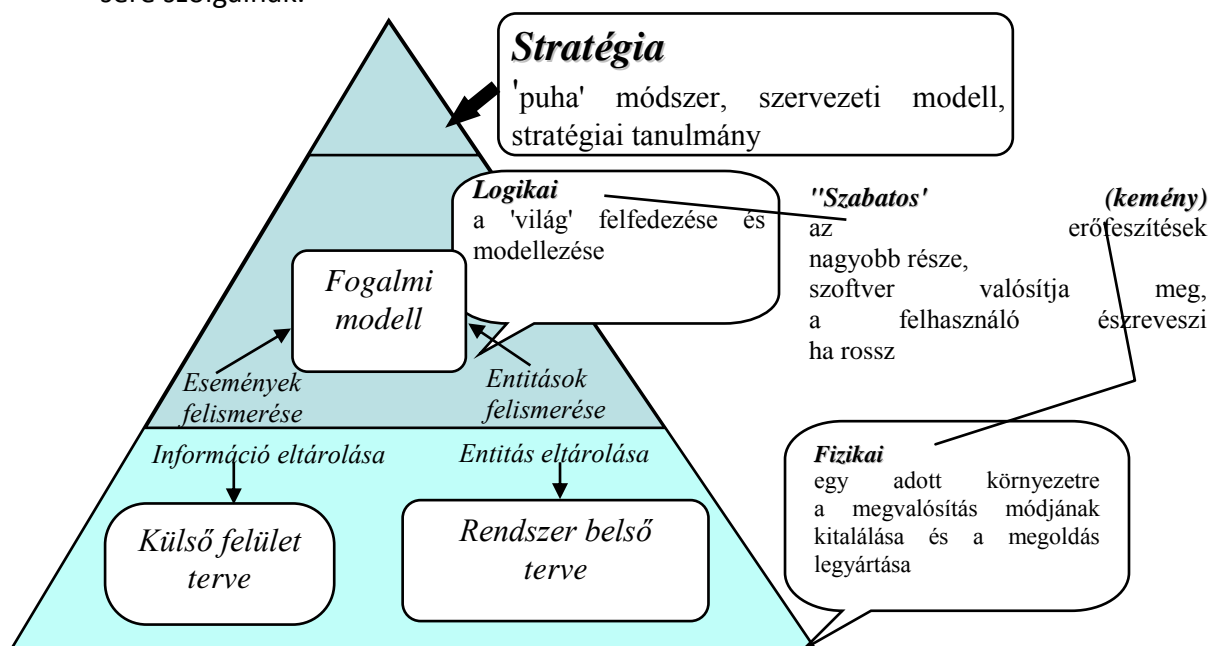 sére szolgálnak.
Stratégia
'puha' módszer, szervezeti modell,
stratégiai tanulmány
Logikai
a 'világ' felfedezése és
modellezése
''Szabatos' (kemény)
az erőfeszítések
nagyobb része,
szoftver valósítja meg,
a felhasználó észreveszi
ha rossz
Fogalmi
modell
Események
felismerése
Entitások
felismerése
Információ eltárolása
Entitás eltárolása
Külső felület
terve
Rendszer belső
terve
Fizikai
egy adott környezetre
a megvalósítás módjának
kitalálása és a megoldás
legyártása